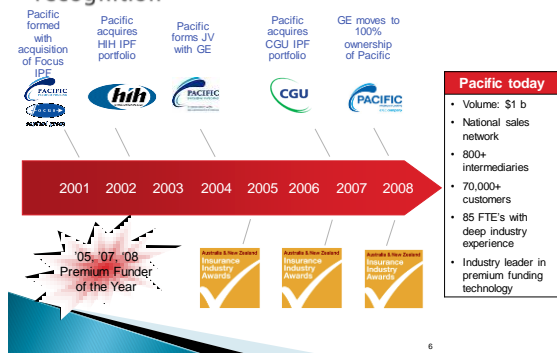 recognition
Pacific
formed
with
acquisition
of Focus
IPF
Pacific
acquires
HIH IPF
portfolio
Pacific
forms JV
with GE
Pacific
acquires
CGU IPF
portfolio
GE moves to
100%
ownership
of Pacific
PACIFIC
FOCUS
hih
PACIFIC
CGU
PACIFIC
2001 2002 2003 2004 2005 2006 2007 2008
Pacific today
• Volume: $1 b
• National sales
network
• 800+
intermediaries
• 70,000+
customers
• 85 FTE's with
deep industry
experience
• Industry leader in
premium funding
technology
'05, '07, '08
Premium Funder
of the Year
Australia & New Zealand
Insurance
Industry
Awards
Australia & New Zealand
Insurance
Industry
Awards
Australia & New Zealand
Insurance
Industry
Awards
6